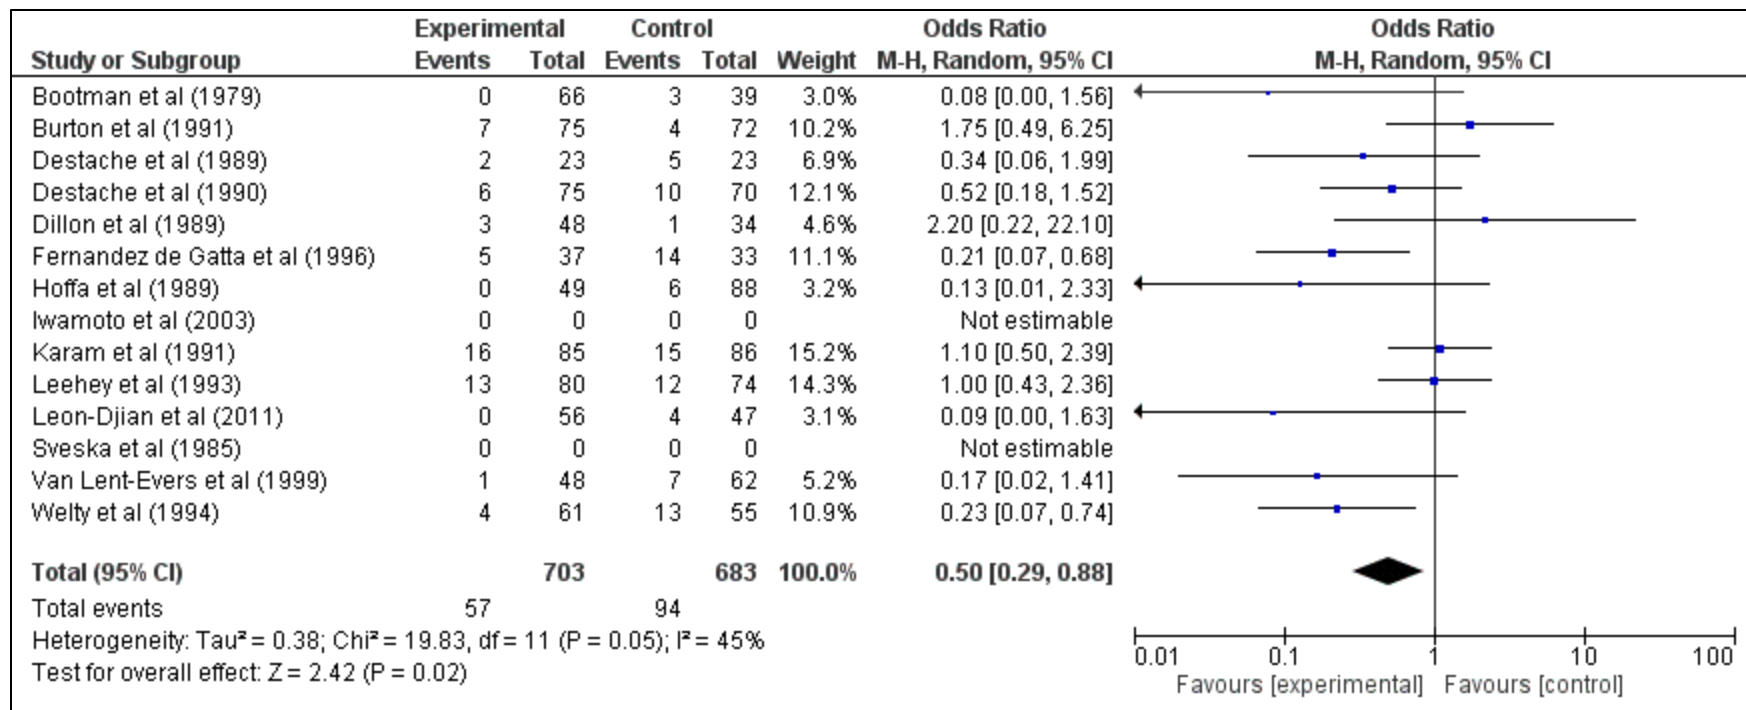 Experimental Control Odds Ratio Odds Ratio
Study or Subgroup Events Total Events Total Weight M-H, Random, 95% CI M-H, Random, 95% CI
Bootman et al (1979) 0 66 3 39 3.0% 0.08 [0.00, 1.56]
Burton et al (1991) 7 75 4 72 10.2% 1.75 [0.49, 6.25]
Destache et al (1989) 2 23 5 23 6.9% 0.34 [0.06, 1.99]
Destache et al (1990) 6 75 10 70 12.1% 0.52 [0.18, 1.52]
Dillon et al (1989) 3 48 1 34 4.6% 2.20 [0.22, 22.10]
Fernandez de Gatta et al (1996) 5 37 14 33 11.1% 0.21 [0.07, 0.68]
Hoffa et al (1989) 0 49 6 88 3.2% 0.13 [0.01, 2.33]
Iwamoto et al (2003) 0 0 0 0 Not estimable
Karam et al (1991) 16 85 15 86 15.2% 1.10 [0.50, 2.39]
Leehey et al (1993) 13 80 12 74 14.3% 1.00 [0.43, 2.36]
Leon-Djian et al (2011) 0 56 4 47 3.1% 0.09 [0.00, 1.63]
Sveska et al (1985) 0 0 0 0 Not estimable
Van Lent-Evers et al (1999) 1 48 7 62 5.2% 0.17 [0.02, 1.41]
Welty et al (1994) 4 61 13 55 10.9% 0.23 [0.07, 0.74]
Total (95% CI) 703 683 100.0% 0.50 [0.29, 0.88]
Total events 57 94
Heterogeneity: Tau² = 0.38; Chi² = 19.83, df = 11 (P = 0.05); I² = 45%
Test for overall effect: Z = 2.42 (P = 0.02)
0.01 0.1 1 10 100
Favours [experimental] Favours [control]